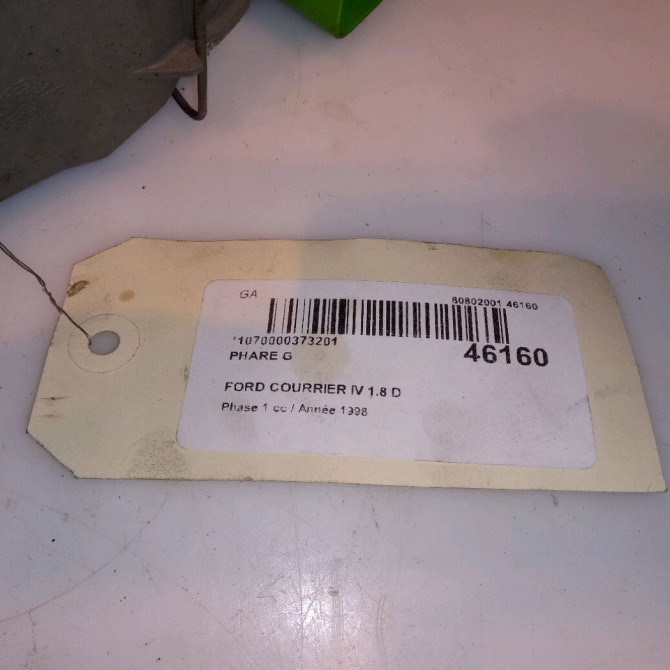 GA
60802001 46160
*1070000373201
46160
PHARE G
FORD COURRIER IV 1.8 D
Phase 1 cc / Année 1998